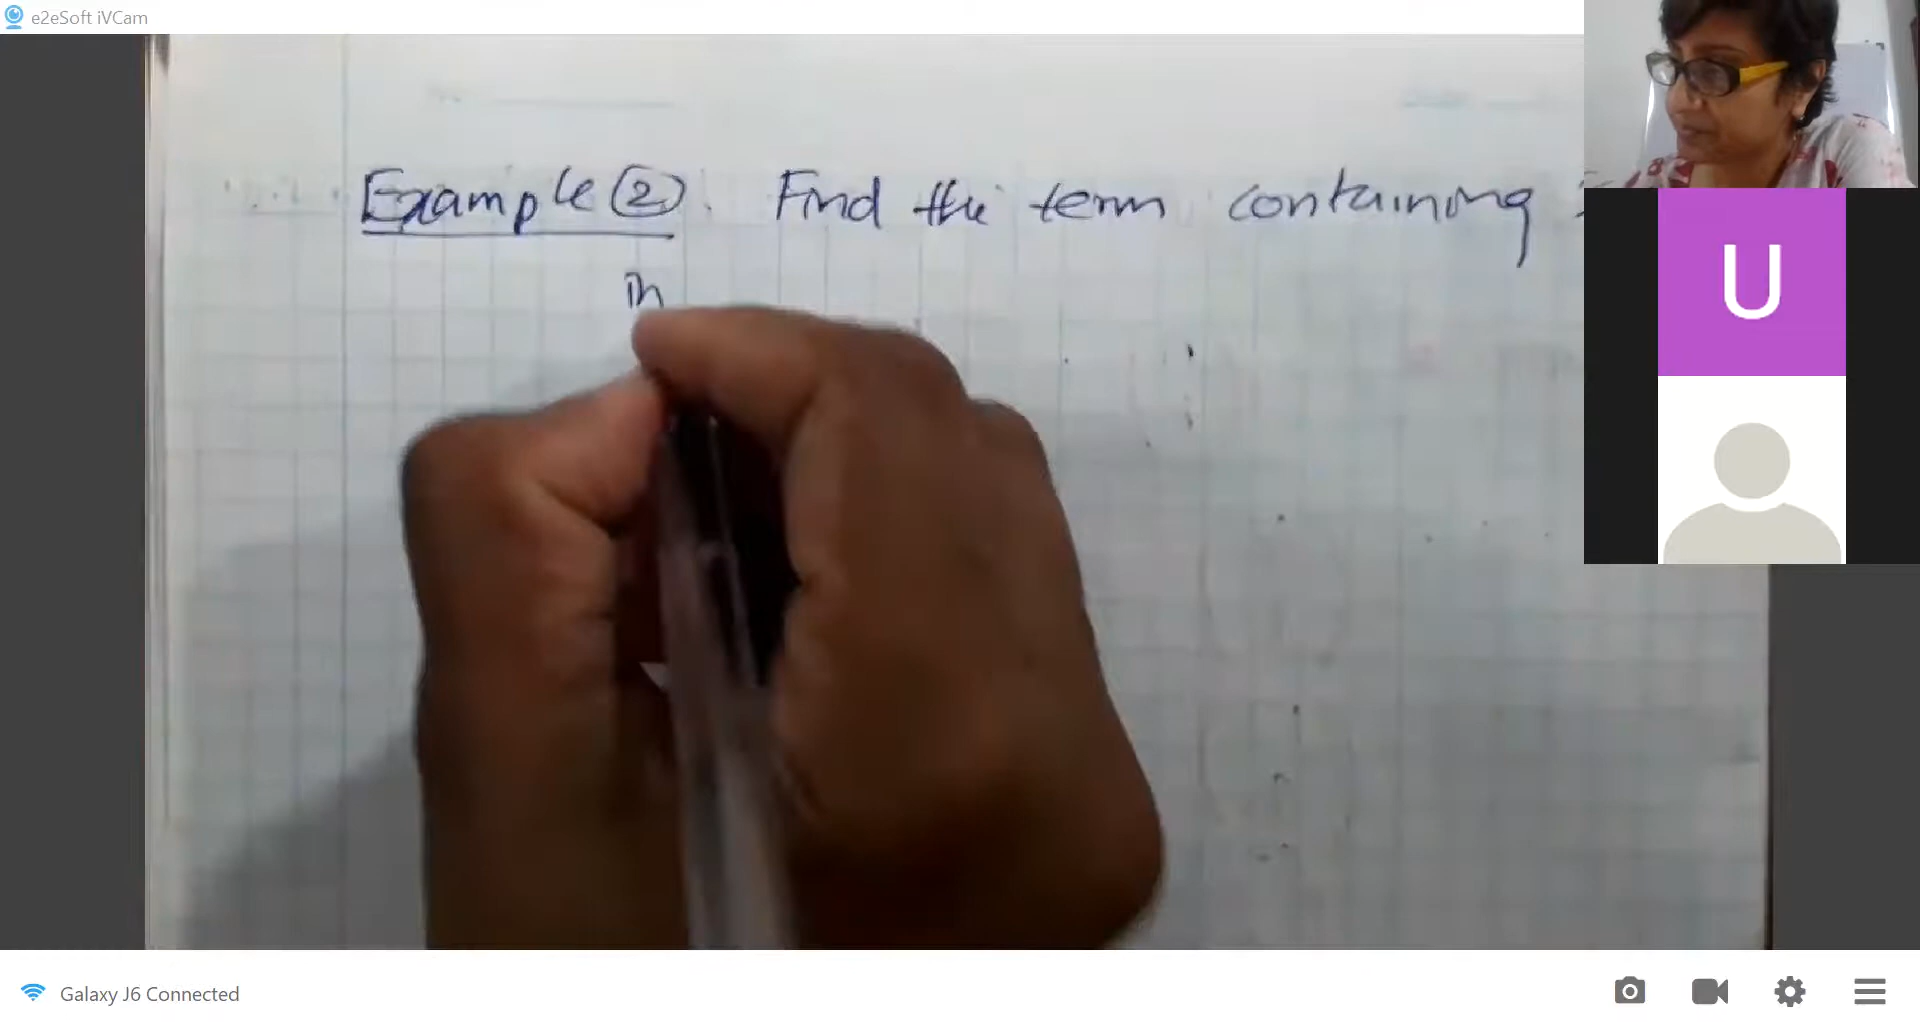 e2eSoft iVCam
Example (2). Find the term containing
in
U
Galaxy J6 Connected